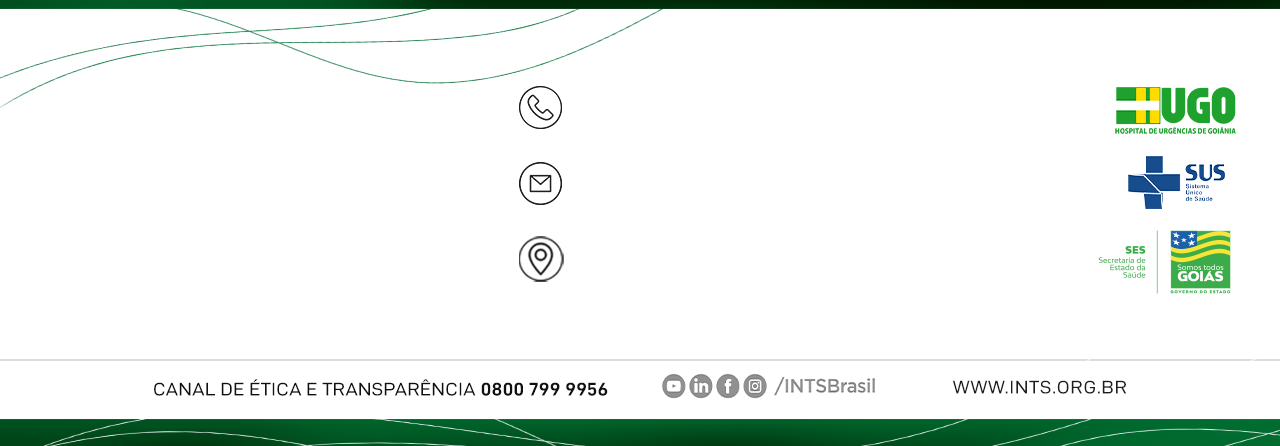 HUGO
HOSPITAL DE URGÊNCIAS DE GOIÂNIA
SUS
Sistema
Único
de Saúde
SES
Secretaria de
Estado da
Saúde
Somos todos
GOIÁS
GOVERNO DO ESTADO
CANAL DE ÉTICA E TRANSPARÊNCIA 0800 799 9956
/INTSBrasil
WWW.INTS.ORG.BR